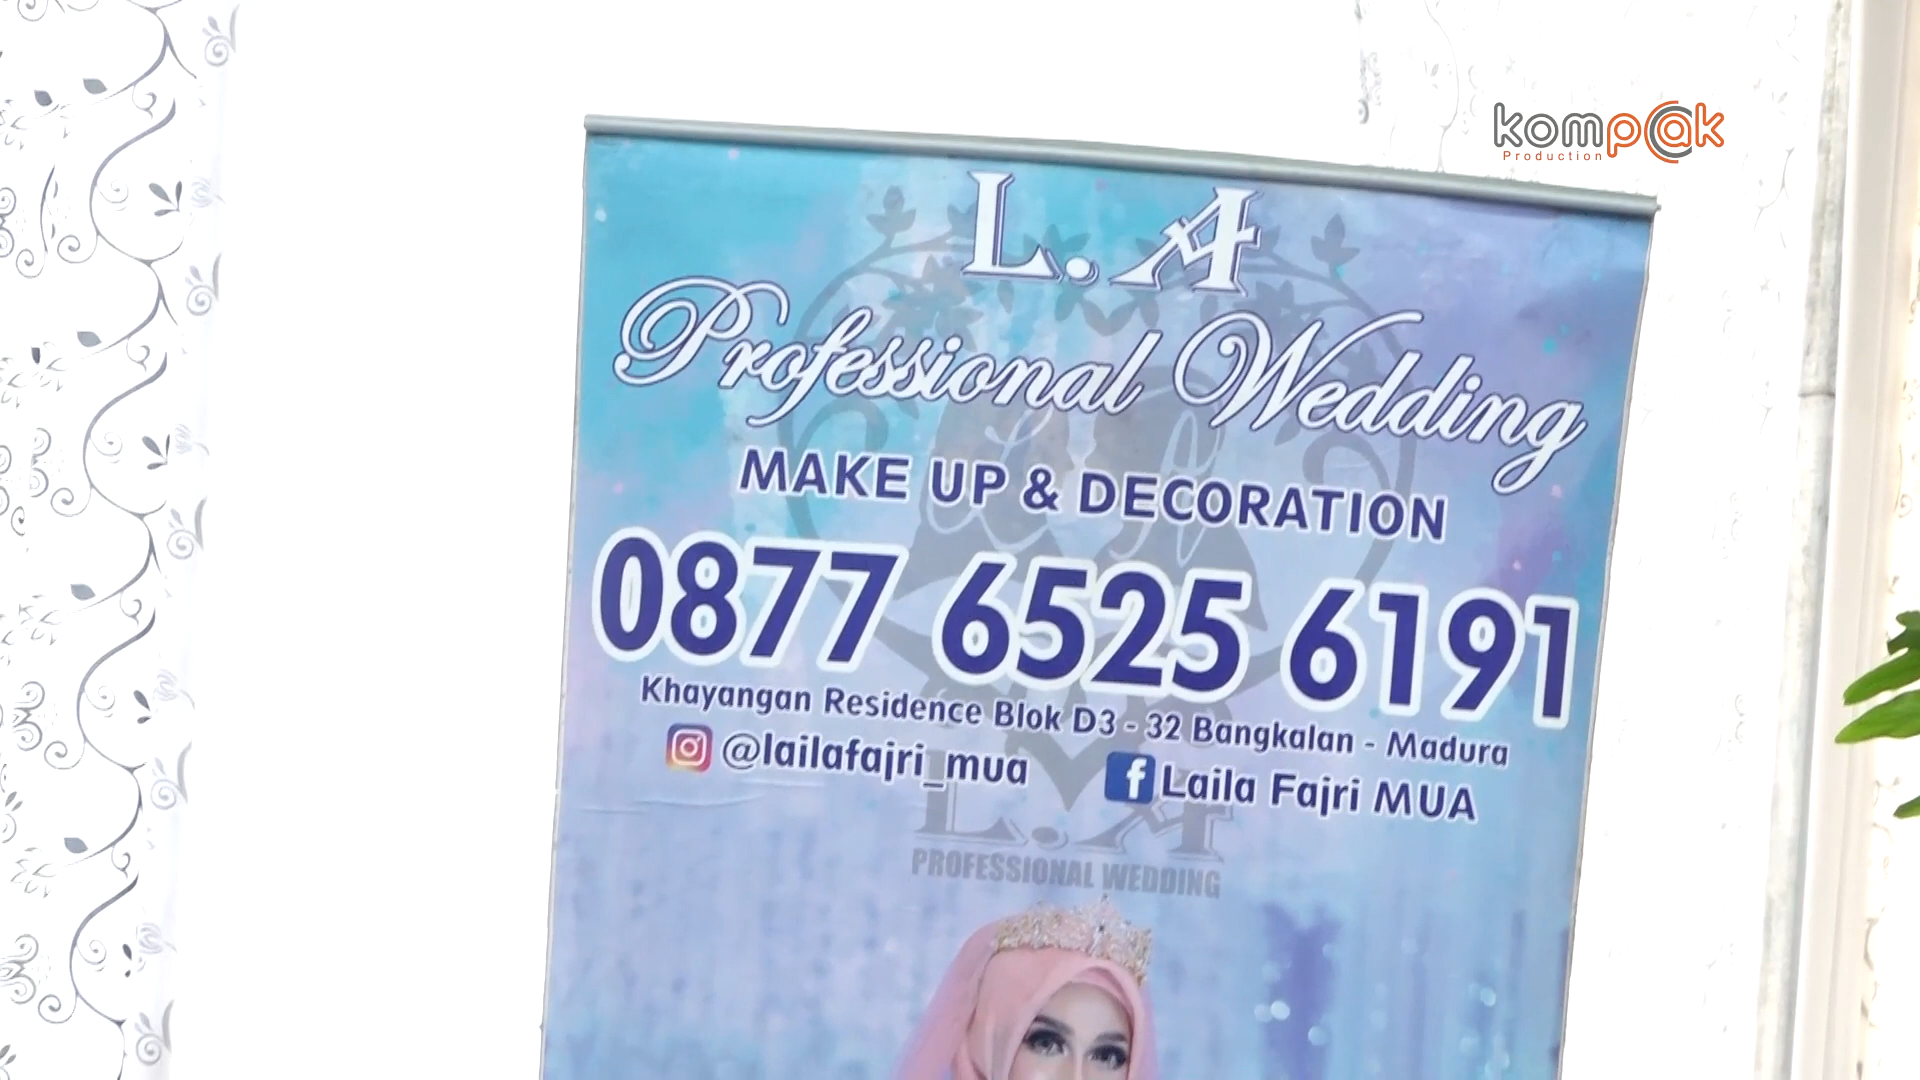 kompak
Production
L.A
Professional Wedding
MAKE UP & DECORATION
0877 6525 6191
Khayangan Residence Blok D3 - 32 Bangkalan - Madura
@lailafajri_mua
Laila Fajri MUA
L.A
PROFESSIONAL WEDDING